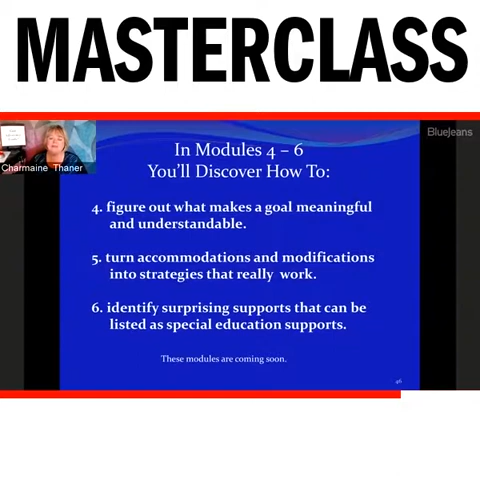 MASTERCLASS
BlueJeans
Charmaine Thaner
In Modules 4 – 6
You'll Discover How To:
4. figure out what makes a goal meaningful
and understandable.
5. turn accommodations and modifications
into strategies that really work.
6. identify surprising supports that can be
listed as special education supports.
These modules are coming soon.
46